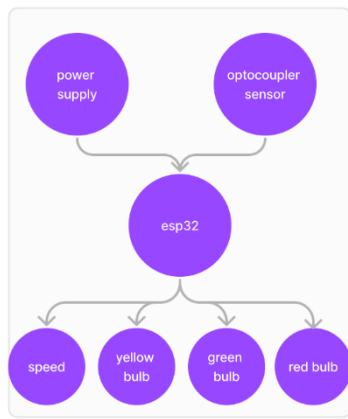 power
supply
optocoupler
sensor
esp32
speed
yellow
bulb
green
bulb
red bulb